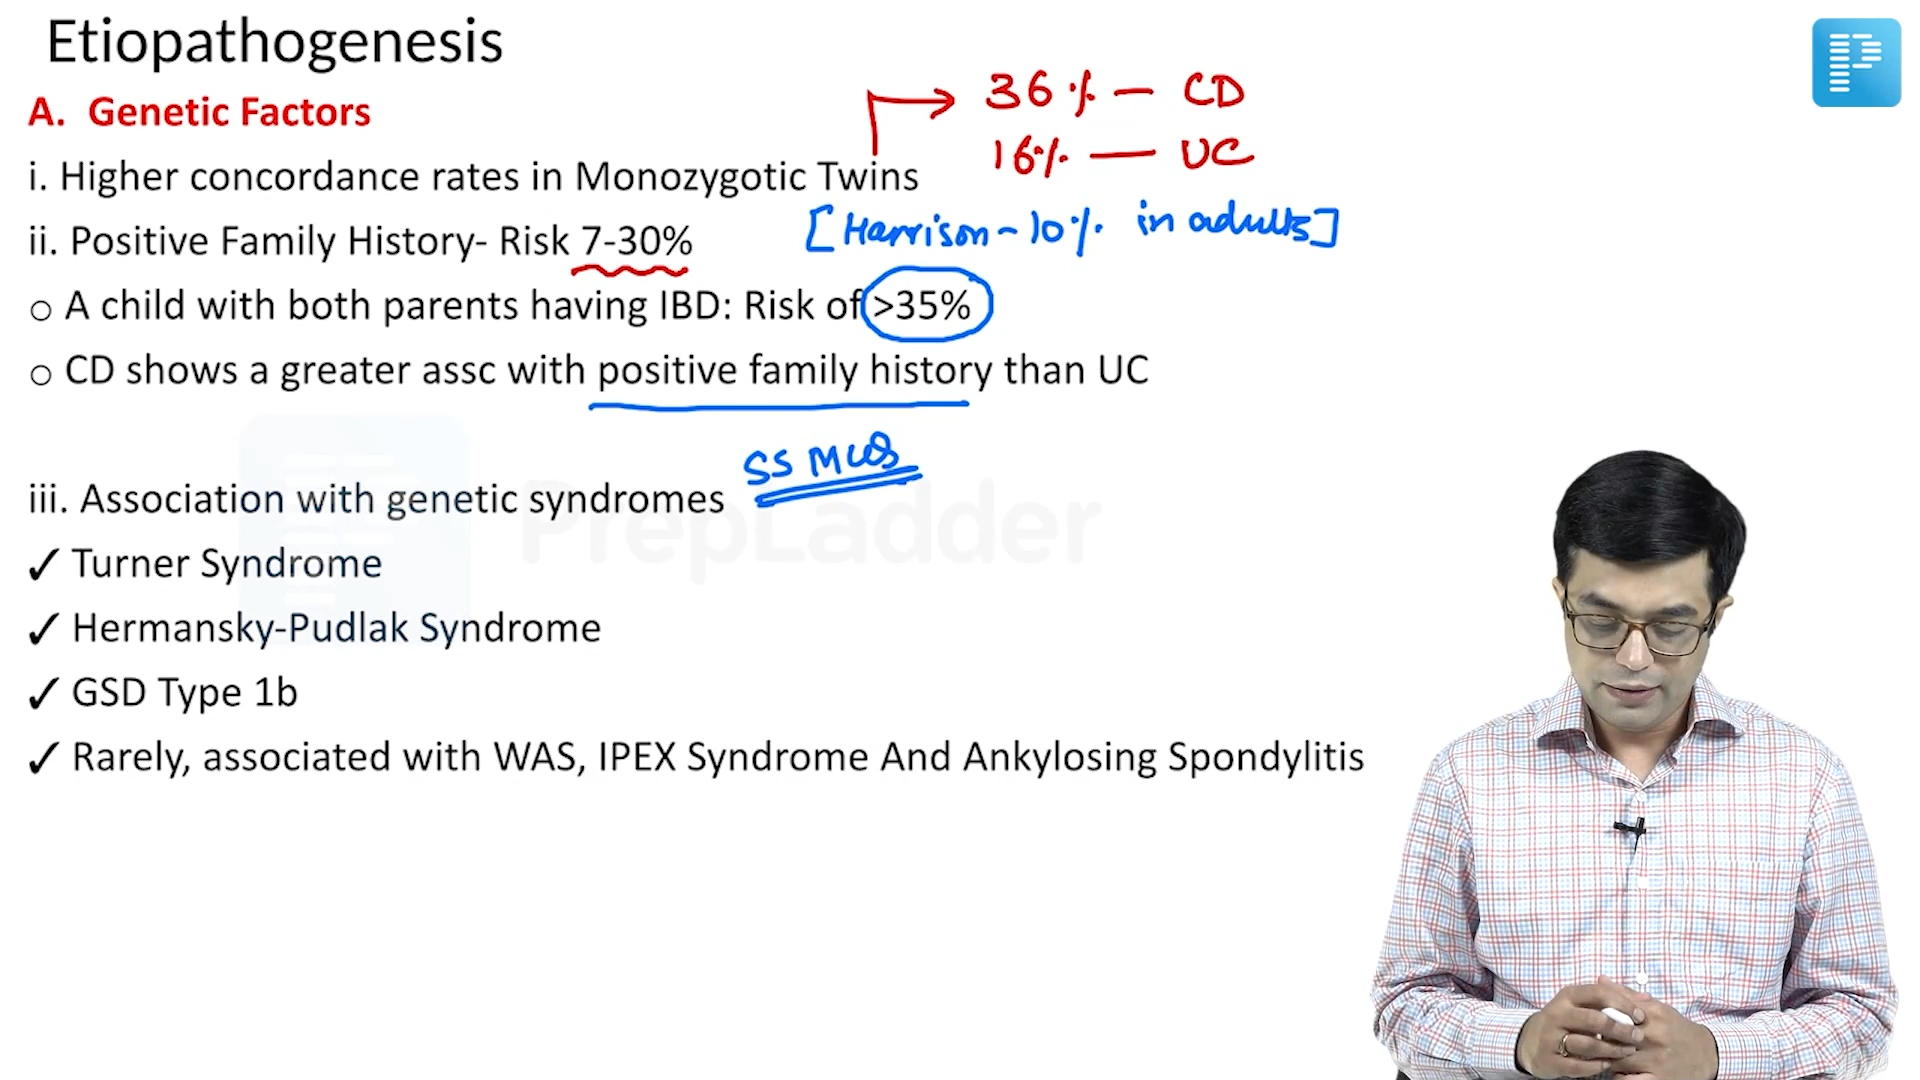 Etiopathogenesis
A. Genetic Factors
36% — CD
16% — UC
i. Higher concordance rates in Monozygotic Twins
[Harrison - 10% in adults]
ii. Positive Family History- Risk 7-30%
o A child with both parents having IBD: Risk of >35%
o CD shows a greater assc with positive family history than UC
SS MCQS
iii. Association with genetic syndromes
PrepLadder
✓ Turner Syndrome
✓ Hermansky-Pudlak Syndrome
✓ GSD Type 1b
✓ Rarely, associated with WAS, IPEX Syndrome And Ankylosing Spondylitis